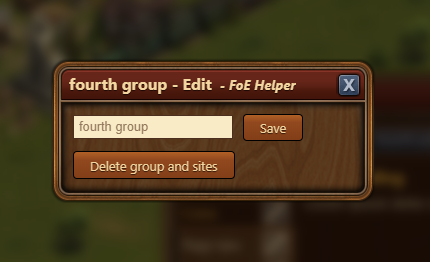 fourth group - Edit - FoE Helper X
fourth group Save
Delete group and sites